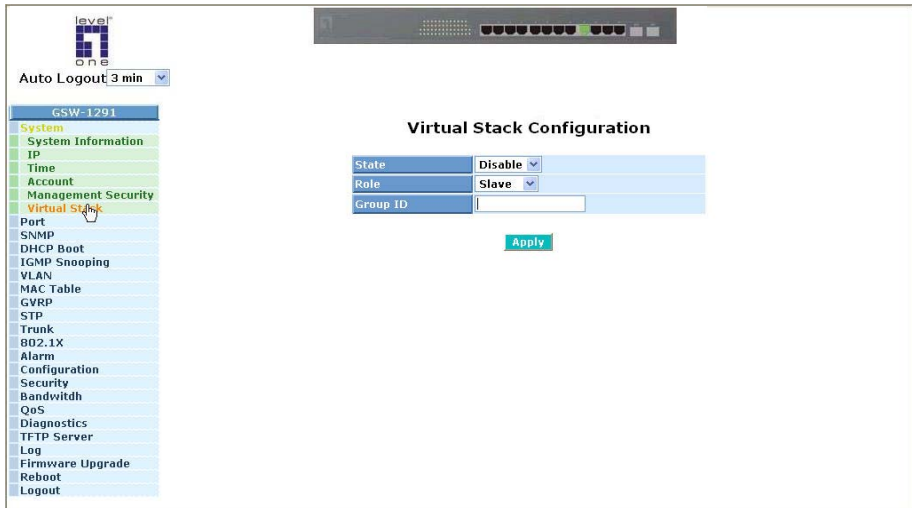 level
one
Auto Logout 3 min
GSW-1291
System
System Information
IP
Time
Account
Management Security
Virtual Stack
Port
SNMP
DHCP Boot
IGMP Snooping
VLAN
MAC Table
GVRP
STP
Trunk
802.1X
Alarm
Configuration
Security
Bandwitdh
QoS
Diagnostics
TFTP Server
Log
Firmware Upgrade
Reboot
Logout
Virtual Stack Configuration
State Disable
Role Slave
Group ID
Apply